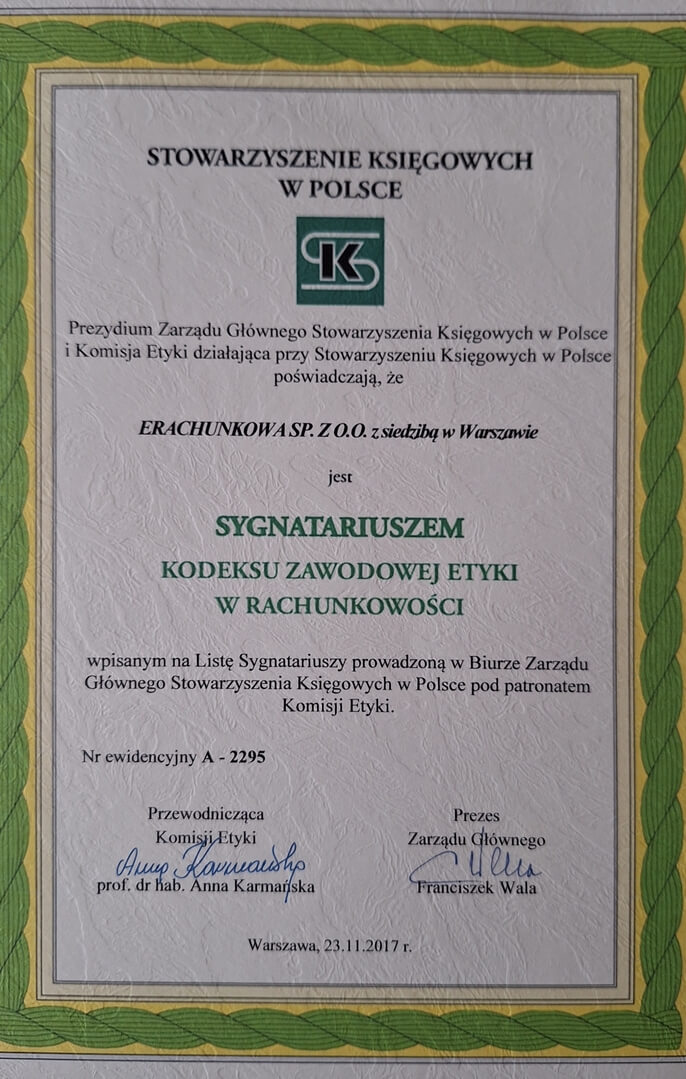 STOWARZYSZENIE KSIĘGOWYCH
W POLSCE
SK
Prezydium Zarządu Głównego Stowarzyszenia Księgowych w Polsce
i Komisja Etyki działająca przy Stowarzyszeniu Księgowych w Polsce
poświadczają, że
ERACHUNKOWA SP. Z O.O. z siedzibą w Warszawie
jest
SYGNATARIUSZEM
KODEKSU ZAWODOWEJ ETYKI
W RACHUNKOWOŚCI
wpisanym na Listę Sygnatariuszy prowadzoną w Biurze Zarządu
Głównego Stowarzyszenia Księgowych w Polsce pod patronatem
Komisji Etyki.
Nr ewidencyjny A - 2295
Przewodnicząca
Komisji Etyki
Anna Karmańska
prof. dr hab. Anna Karmańska
Prezes
Zarządu Głównego
Franciszek Wala
Warszawa, 23.11.2017 r.